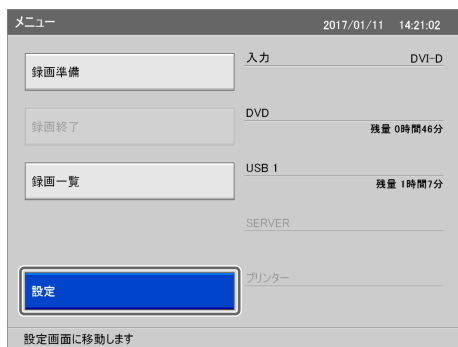 メニュー 2017/01/11 14:21:02
録画準備
録画終了
録画一覧
設定
入力 DVI-D
DVD
残量 0時間46分
USB 1
残量 1時間7分
SERVER
プリンター
設定画面に移動します